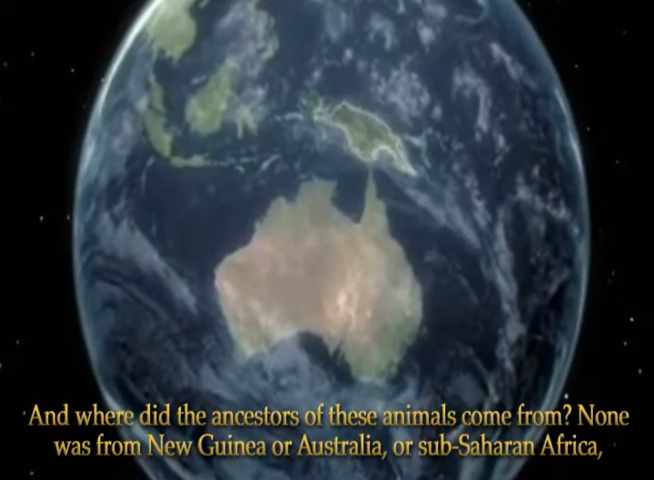 And where did the ancestors of these animals come from? None
was from New Guinea or Australia, or sub-Saharan Africa,